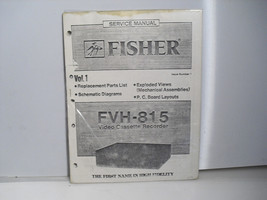 SERVICE MANUAL
FISHER
Vol. 1
• Replacement Parts List
• Schematic Diagrams
• Exploded Views
(Mechanical Assemblies)
• P. C. Board Layouts
FVH-815
Video Cassette Recorder
THE FIRST NAME IN HIGH FIDELITY